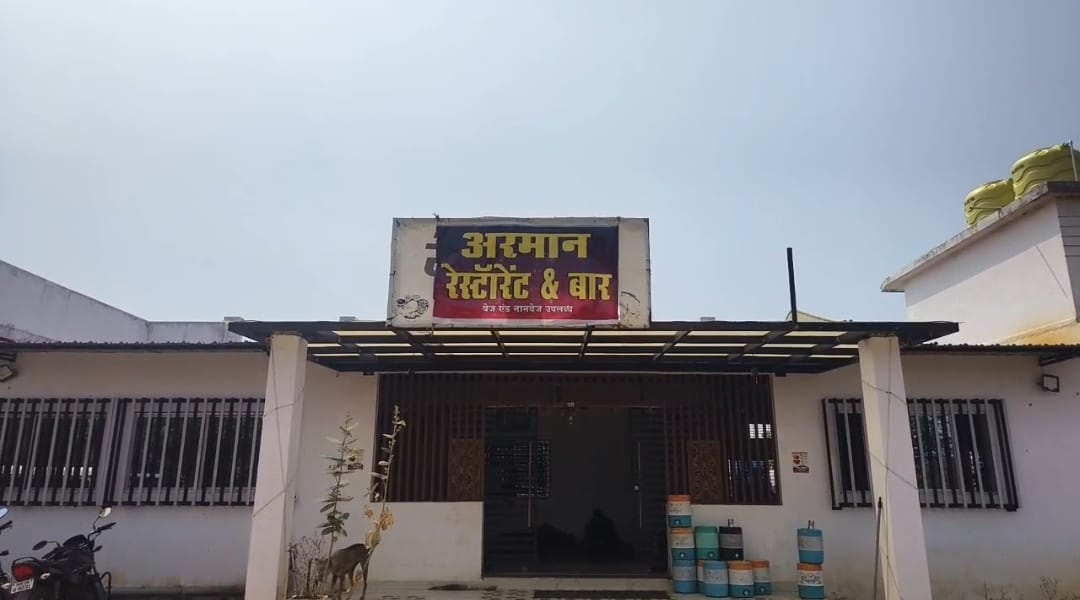 अरमान
रेस्टॉरेंट & बार
वेज एंड नानवेज उपलब्ध